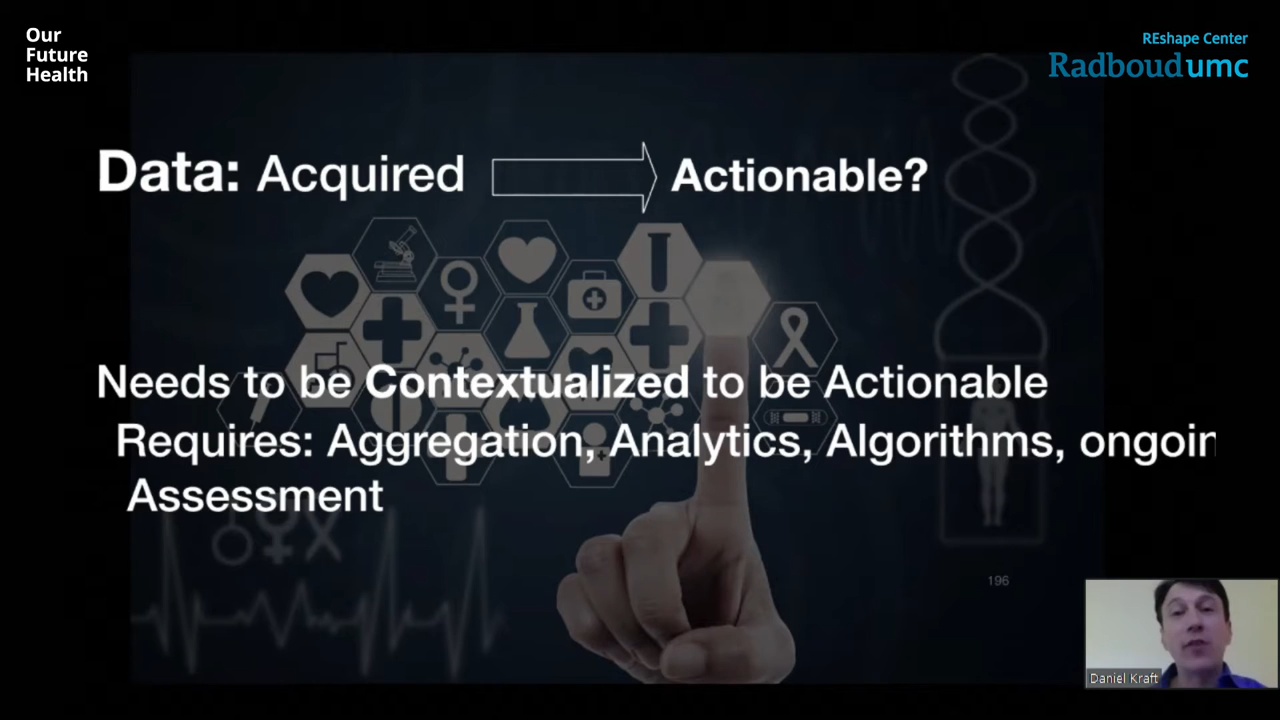 Our
Future
Health
REshape Center
Radboudumc
Data: Acquired
Actionable?
Needs to be Contextualized to be Actionable
Requires: Aggregation, Analytics, Algorithms, ongoin
Assessment
196
Daniel Kraft